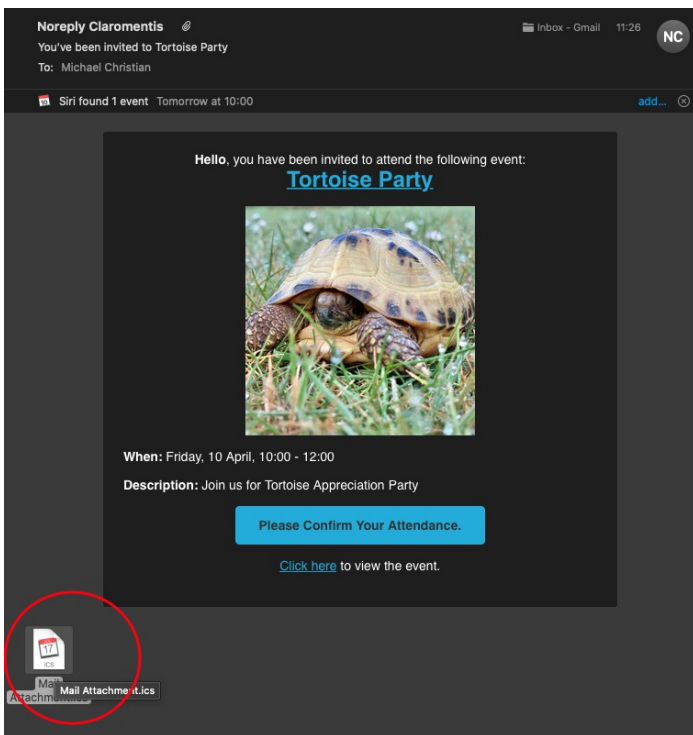 Noreply Claromentis
Inbox - Gmail 11:26
NC
You've been invited to Tortoise Party
To: Michael Christian
10
Siri found 1 event Tomorrow at 10:00
add...
Hello, you have been invited to attend the following event:
Tortoise Party
When: Friday, 10 April, 10:00 - 12:00
Description: Join us for Tortoise Appreciation Party
Please Confirm Your Attendance.
Click here to view the event.
17
ICS
Mail Attachment.ics